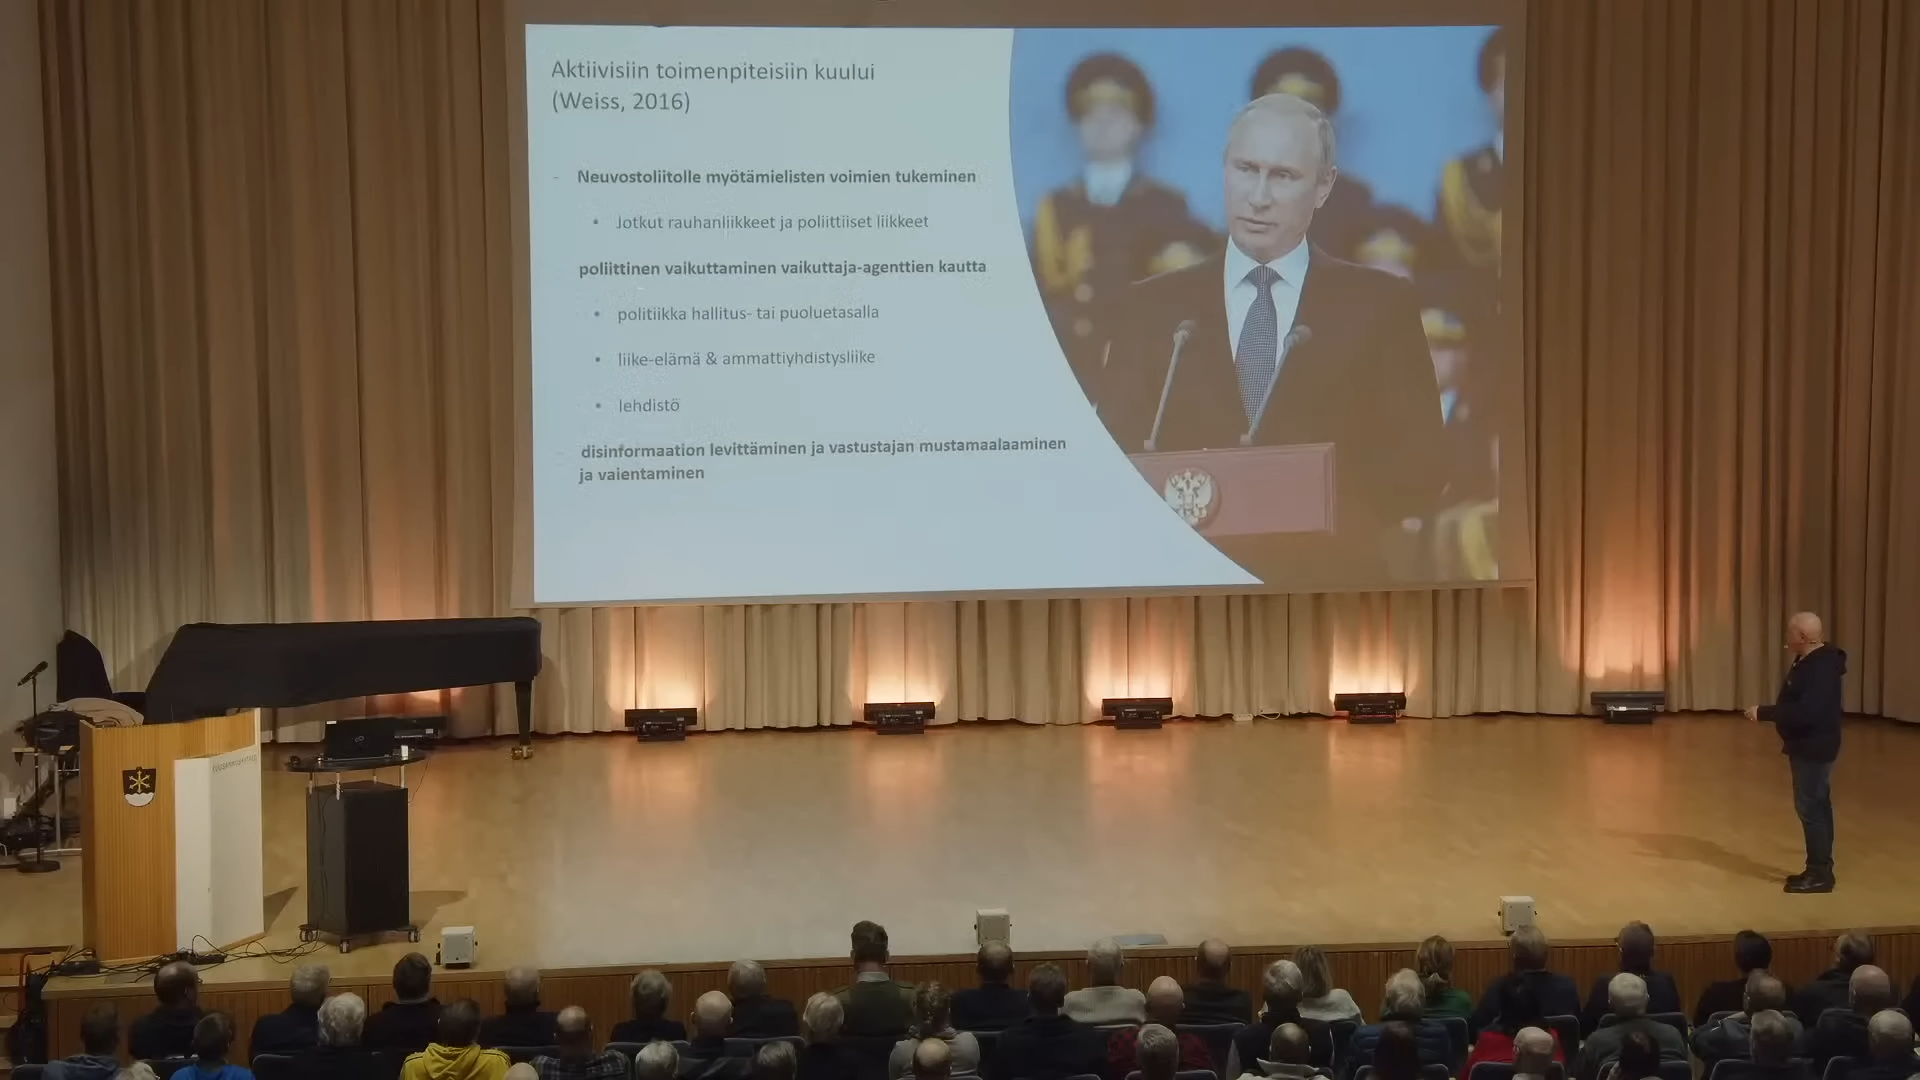 Aktiivisiin toimenpiteisiin kuului
(Weiss, 2016)
- Neuvostoliitolle myötämielisten voimien tukeminen
• Jotkut rauhanliikkeet ja poliittiset liikkeet
poliittinen vaikuttaminen vaikuttaja-agenttien kautta
• politiikka hallitus- tai puoluetasalla
• liike-elämä & ammattiyhdistysliike
• lehdistö
disinformaation levittäminen ja vastustajan mustamaalaaminen
ja vaientaminen